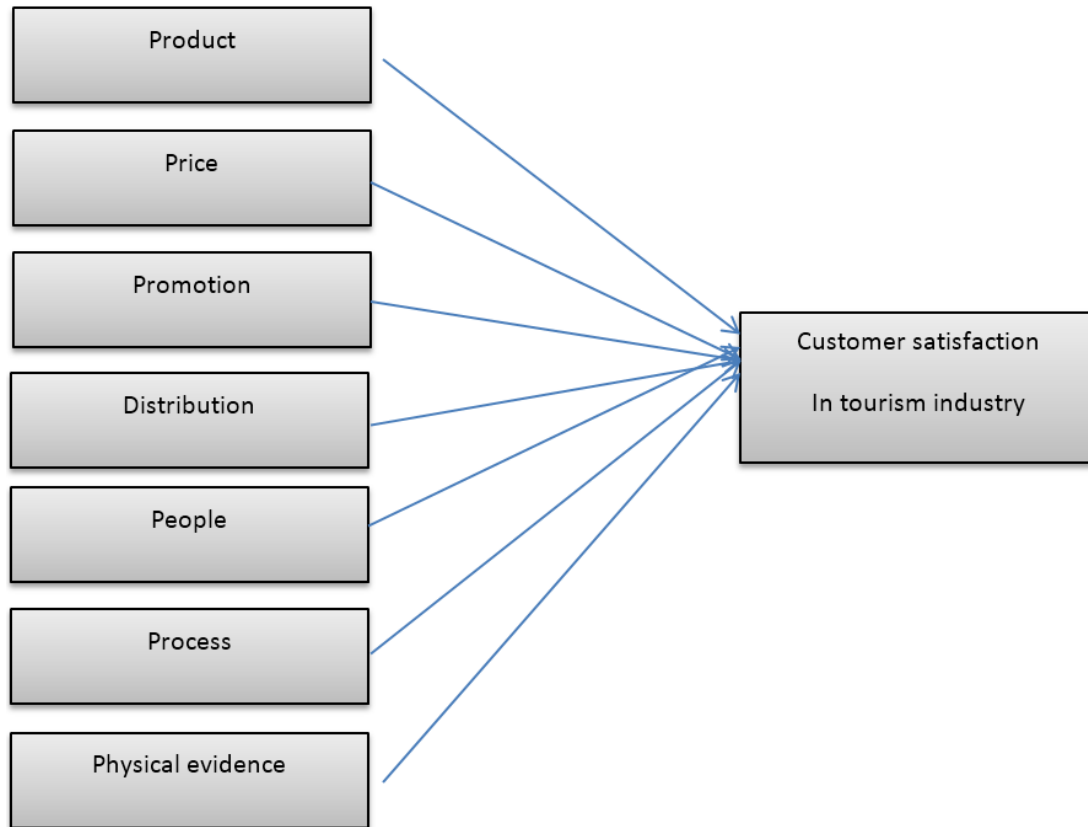 Product
Price
Promotion
Distribution
People
Process
Physical evidence
Customer satisfaction
In tourism industry